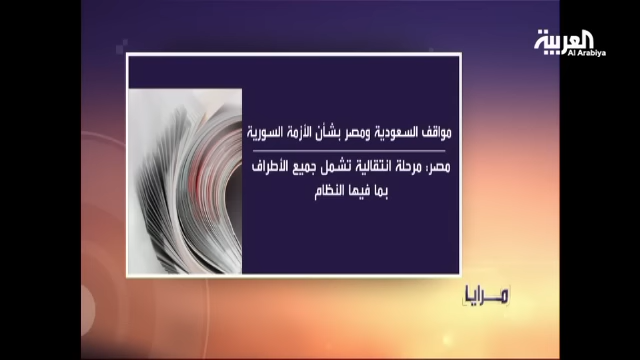 العربية
Al Arabiya
مواقف السعودية ومصر بشأن الأزمة السورية
مصر: مرحلة انتقالية تشمل جميع الأطراف
بما فيها النظام
مرايا